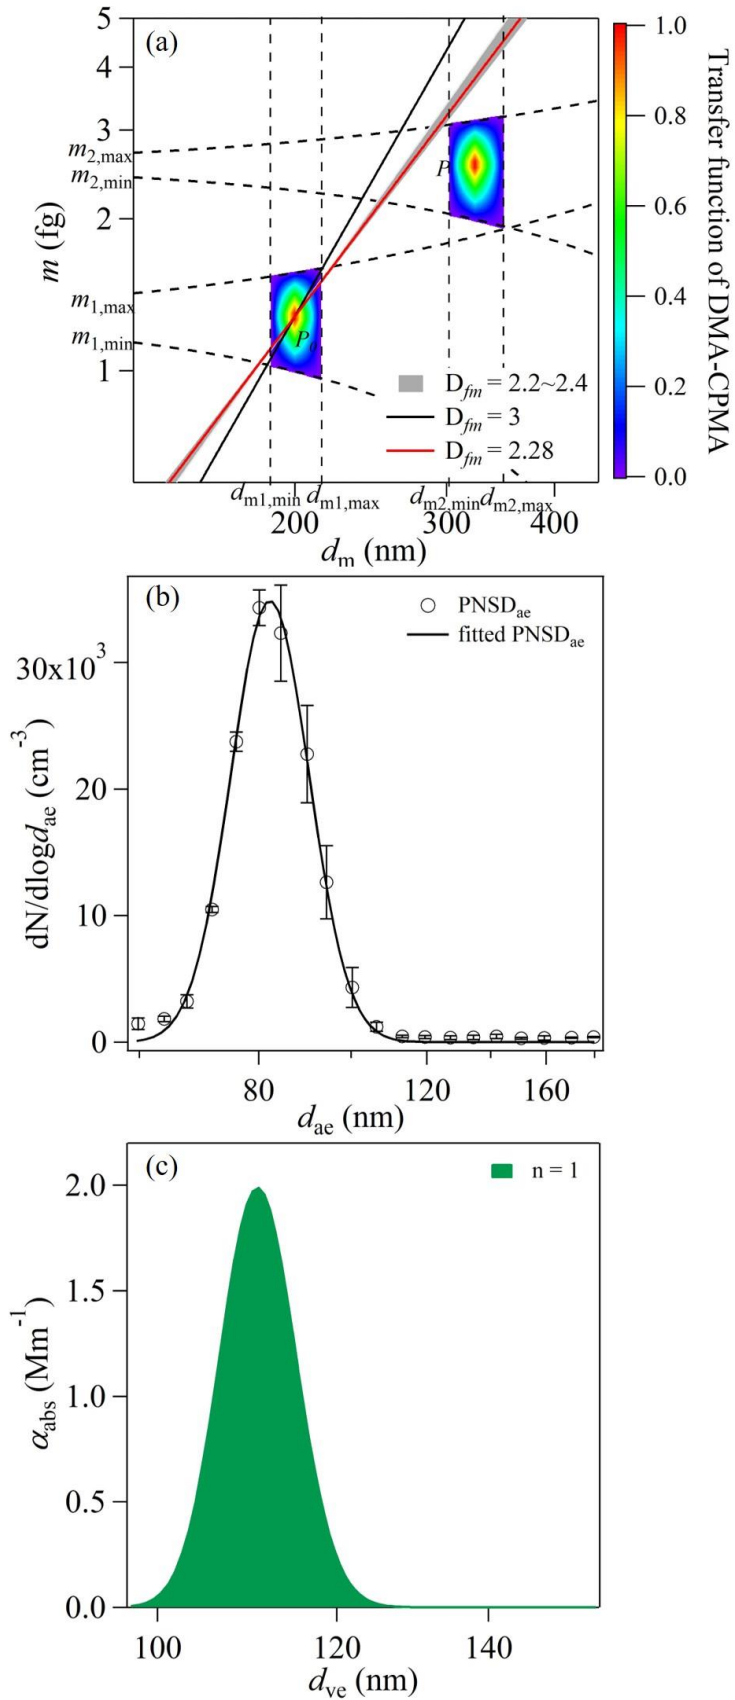 (a)
5
4
3
2
1
m (fg)
m2,max
m2,min
m1,max
m1,min
P
P0
D𝑓m = 2.2~2.4
D𝑓m = 3
D𝑓m = 2.28
dm1,min dm1,max dm2,min dm2,max
200 300 400
dm (nm)
1.0
0.8
0.6
0.4
0.2
0.0
Transfer function of DMA-CPMA
(b)
PNSDae
fitted PNSDae
30x10³
20
10
0
dN/dlogdae (cm-3)
80 120 160
dae (nm)
(c)
n = 1
2.0
1.5
1.0
0.5
0.0
αabs (Mm-1)
100 120 140
dve (nm)